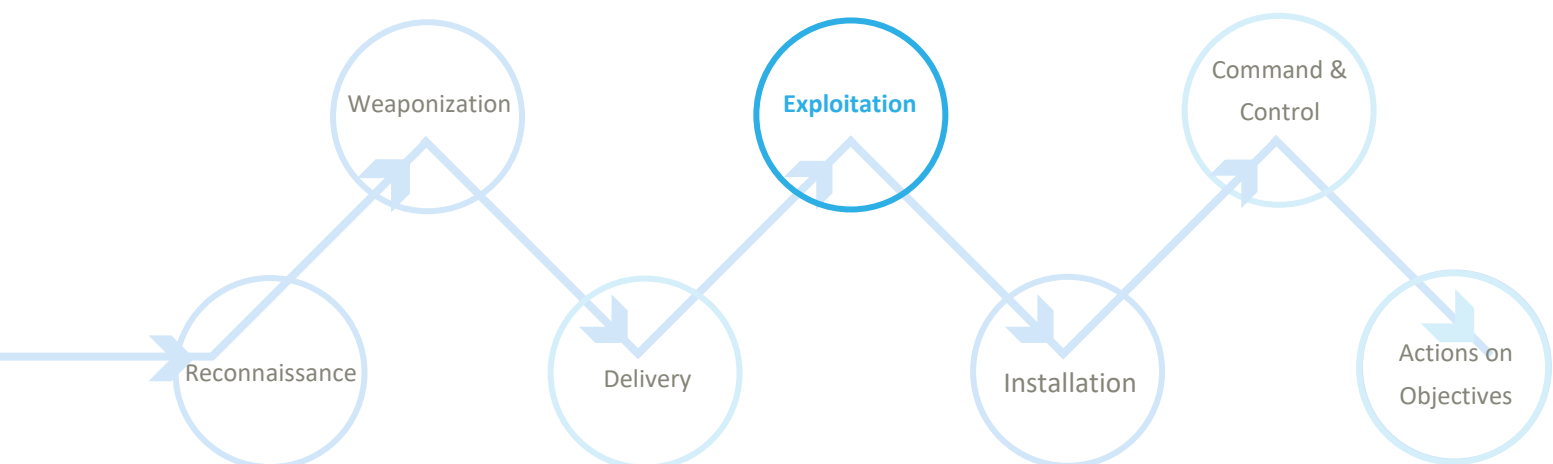 Reconnaissance
Weaponization
Delivery
Exploitation
Installation
Command &
Control
Actions on
Objectives